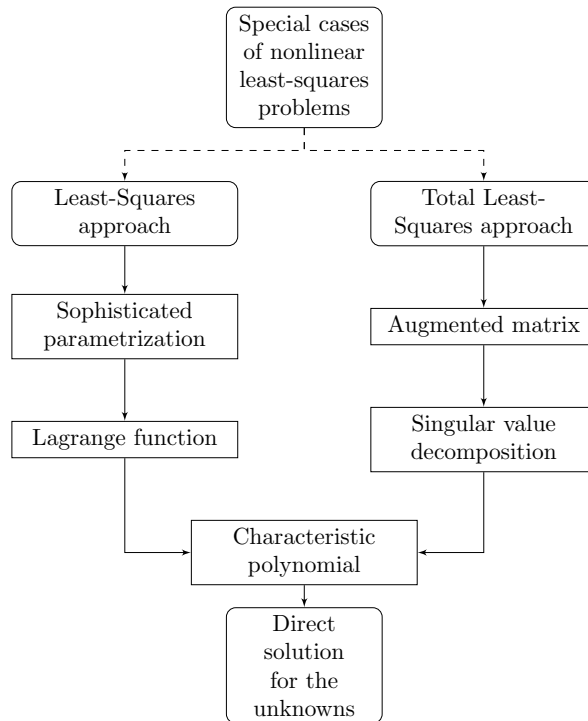 Special cases
of nonlinear
least-squares
problems
Least-Squares
approach
Total Least-
Squares approach
Sophisticated
parametrization
Augmented matrix
Lagrange function
Singular value
decomposition
Characteristic
polynomial
Direct
solution
for the
unknowns